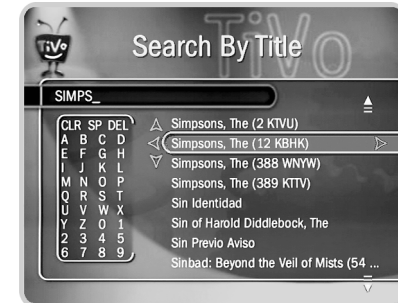 TiVo
TiVo
Search By Title
SIMPS_
CLR SP DEL
A B C D
E F G H
I J K L
M N O P
Q R S T
U V W X
Y Z 0 1
2 3 4 5
6 7 8 9
Simpsons, The (2 KTVU)
Simpsons, The (12 KBHK)
Simpsons, The (388 WNYW)
Simpsons, The (389 KTTV)
Sin Identidad
Sin of Harold Diddlebock, The
Sin Previo Aviso
Sinbad: Beyond the Veil of Mists (54 ...